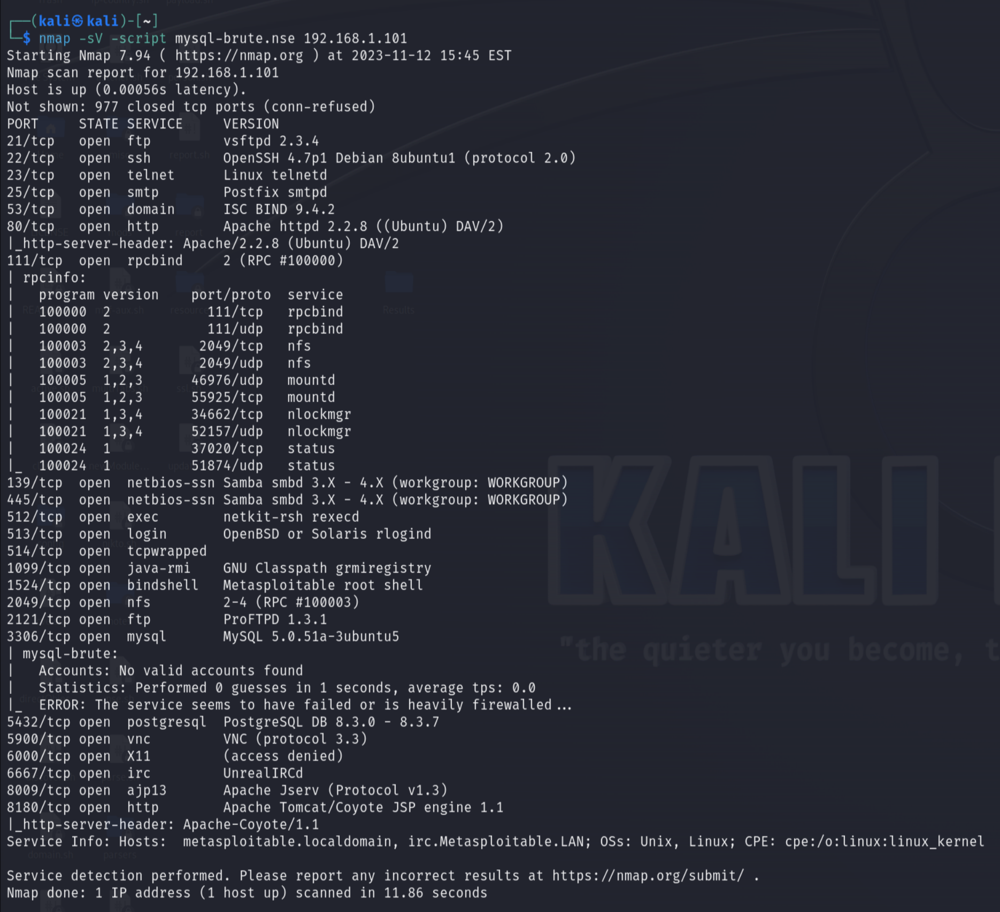 ┌──(kali㉿kali)-[~]
└─$ nmap -sV -script mysql-brute.nse 192.168.1.101
Starting Nmap 7.94 ( https://nmap.org ) at 2023-11-12 15:45 EST
Nmap scan report for 192.168.1.101
Host is up (0.00056s latency).
Not shown: 977 closed tcp ports (conn-refused)
PORT     STATE SERVICE     VERSION
21/tcp   open  ftp         vsftpd 2.3.4
22/tcp   open  ssh         OpenSSH 4.7p1 Debian 8ubuntu1 (protocol 2.0)
23/tcp   open  telnet      Linux telnetd
25/tcp   open  smtp        Postfix smtpd
53/tcp   open  domain      ISC BIND 9.4.2
80/tcp   open  http        Apache httpd 2.2.8 ((Ubuntu) DAV/2)
|_http-server-header: Apache/2.2.8 (Ubuntu) DAV/2
111/tcp  open  rpcbind     2 (RPC #100000)
| rpcinfo:
|   program version    port/proto  service
|   100000  2            111/tcp   rpcbind
|   100000  2            111/udp   rpcbind
|   100003  2,3,4       2049/tcp   nfs
|   100003  2,3,4       2049/udp   nfs
|   100005  1,2,3      46976/udp   mountd
|   100005  1,2,3      55925/tcp   mountd
|   100021  1,3,4      34662/tcp   nlockmgr
|   100021  1,3,4      52157/udp   nlockmgr
|   100024  1          37020/tcp   status
|_  100024  1          51874/udp   status
139/tcp  open  netbios-ssn Samba smbd 3.X - 4.X (workgroup: WORKGROUP)
445/tcp  open  netbios-ssn Samba smbd 3.X - 4.X (workgroup: WORKGROUP)
512/tcp  open  exec        netkit-rsh rexecd
513/tcp  open  login       OpenBSD or Solaris rlogind
514/tcp  open  tcpwrapped
1099/tcp open  java-rmi    GNU Classpath grmiregistry
1524/tcp open  bindshell   Metasploitable root shell
2049/tcp open  nfs         2-4 (RPC #100003)
2121/tcp open  ftp         ProFTPD 1.3.1
3306/tcp open  mysql       MySQL 5.0.51a-3ubuntu5
| mysql-brute:
|   Accounts: No valid accounts found
|   Statistics: Performed 0 guesses in 1 seconds, average tps: 0.0
|_  ERROR: The service seems to have failed or is heavily firewalled...
5432/tcp open  postgresql  PostgreSQL DB 8.3.0 - 8.3.7
5900/tcp open  vnc         VNC (protocol 3.3)
6000/tcp open  X11         (access denied)
6667/tcp open  irc         UnrealIRCd
8009/tcp open  ajp13       Apache Jserv (Protocol v1.3)
8180/tcp open  http        Apache Tomcat/Coyote JSP engine 1.1
|_http-server-header: Apache-Coyote/1.1
Service Info: Hosts:  metasploitable.localdomain, irc.Metasploitable.LAN; OSs: Unix, Linux; CPE: cpe:/o:linux:linux_kernel
Service detection performed. Please report any incorrect results at https://nmap.org/submit/ .
Nmap done: 1 IP address (1 host up) scanned in 11.86 seconds
KALI
"the quieter you become,
Results
report.sh
report
domain.sh
parsers